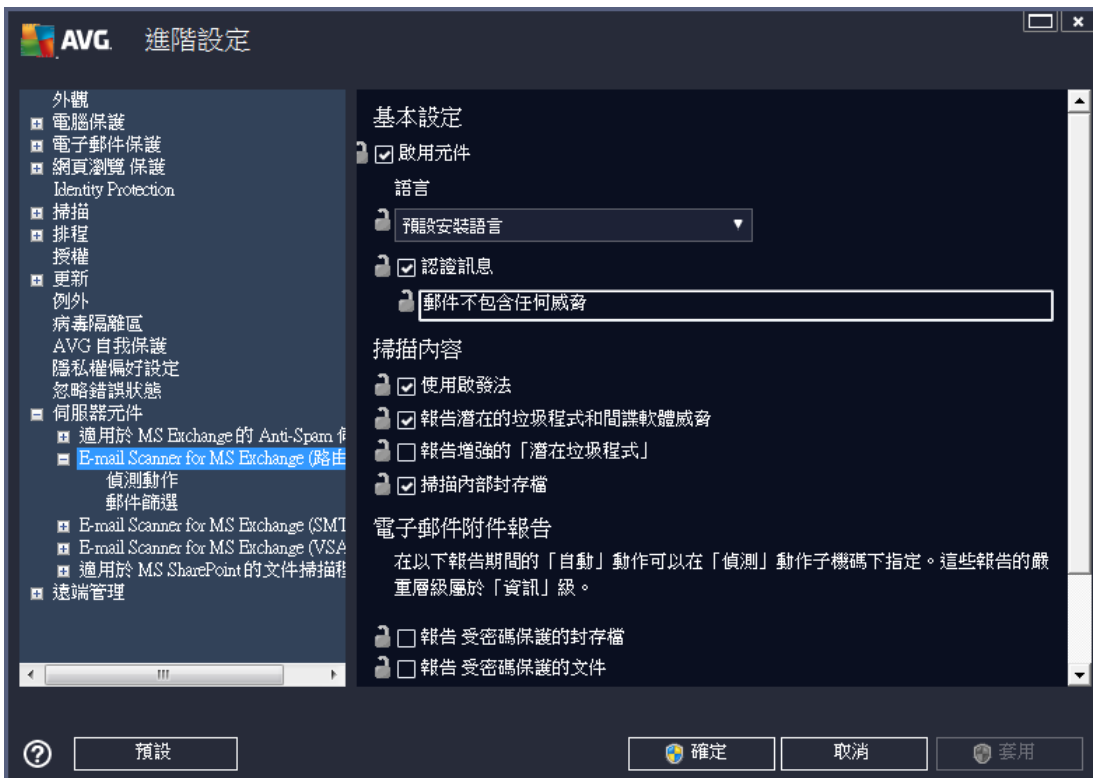 AVG. 進階設定
外觀
電腦保護
電子郵件保護
網頁瀏覽 保護
Identity Protection
掃描
排程
授權
更新
例外
病毒隔離區
AVG 自我保護
隱私權偏好設定
忽略錯誤狀態
伺服器元件
適用於 MS Exchange 的 Anti-Spam 伺
E-mail Scanner for MS Exchange (路由
偵測動作
郵件篩選
E-mail Scanner for MS Exchange (SMT
E-mail Scanner for MS Exchange (VSA
適用於 MS SharePoint 的文件掃描程
遠端管理
基本設定
啟用元件
語言
預設安裝語言
認證訊息
郵件不包含任何威脅
掃描內容
使用啟發法
報告潛在的垃圾程式和間諜軟體威脅
報告增強的「潛在垃圾程式」
掃描內部封存檔
電子郵件附件報告
在以下報告期間的「自動」動作可以在「偵測」動作子機碼下指定。這些報告的嚴
重層級屬於「資訊」級。
報告 受密碼保護的封存檔
報告 受密碼保護的文件
預設
確定
取消
套用